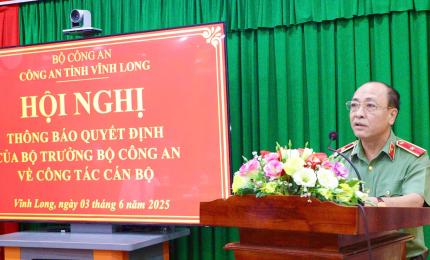 BỘ CÔNG AN
CÔNG AN TỈNH VĨNH LONG
HỘI NGHỊ
THÔNG BÁO QUYẾT ĐỊNH
CỦA BỘ TRƯỞNG BỘ CÔNG AN
VỀ CÔNG TÁC CÁN BỘ
Vĩnh Long, ngày 03 tháng 6 năm 2025